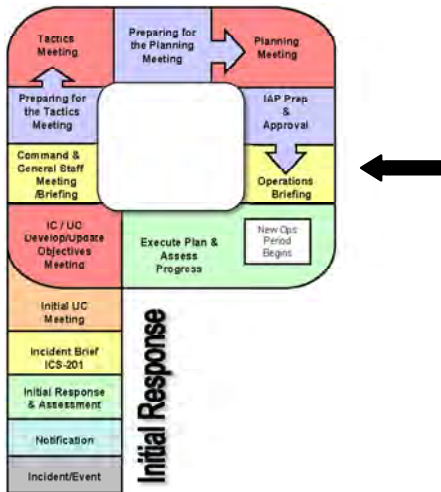 Tactics
Meeting
Preparing for
the Planning
Meeting
Planning
Meeting
Preparing for
the Tactics
Meeting
IAP Prep
&
Approval
Command &
General Staff
Meeting
/Briefing
Operations
Briefing
IC / UC
Develop/Update
Objectives
Meeting
Execute Plan &
Assess
Progress
New Ops
Period
Begins
Initial UC
Meeting
Incident Brief
ICS-201
Initial Response
& Assessment
Notification
Incident/Event
Initial Response